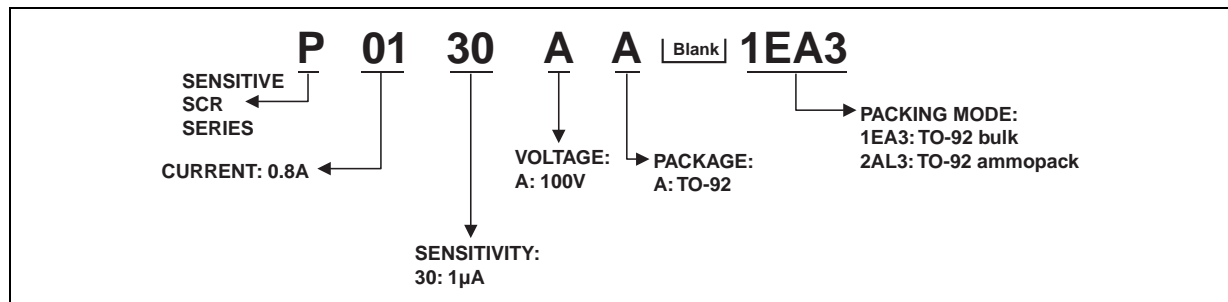 P 01 30 A A Blank 1EA3
SENSITIVE
SCR
SERIES
CURRENT: 0.8A
SENSITIVITY:
30: 1µA
VOLTAGE:
A: 100V
PACKAGE:
A: TO-92
PACKING MODE:
1EA3: TO-92 bulk
2AL3: TO-92 ammopack